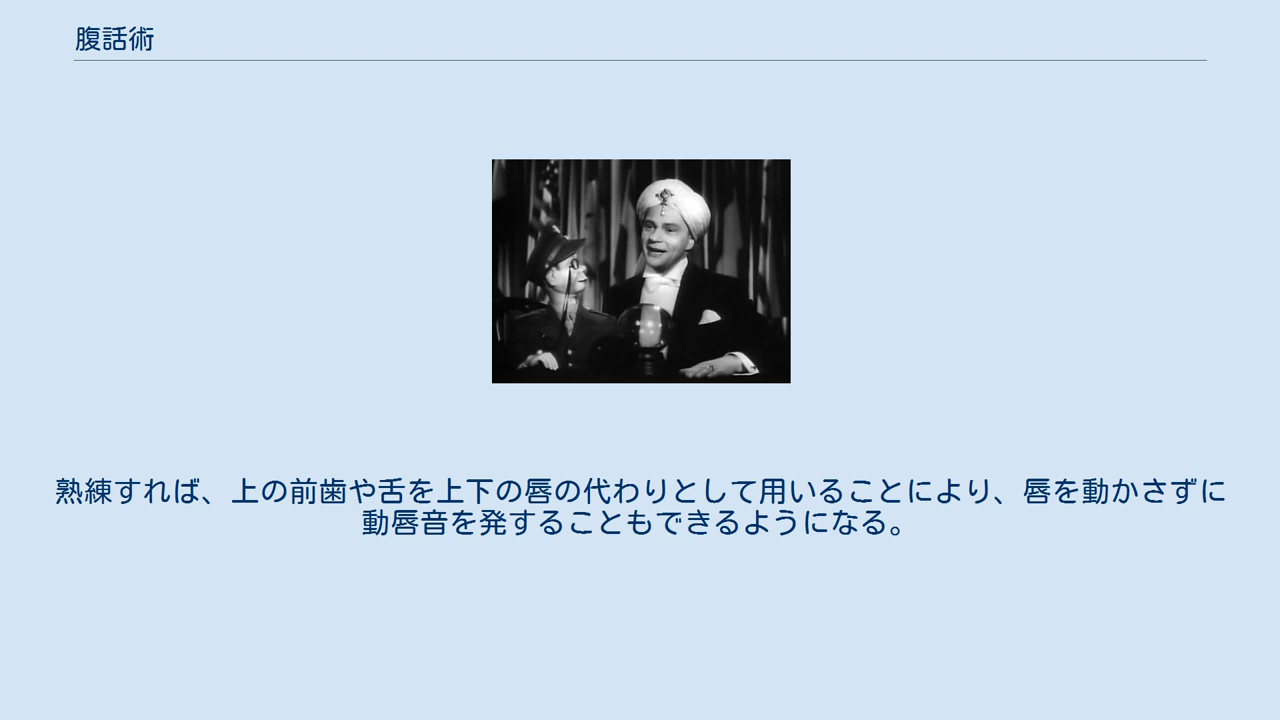 腹話術
熟練すれば、上の前歯や舌を上下の唇の代わりとして用いることにより、唇を動かさずに
動唇音を発することもできるようになる。